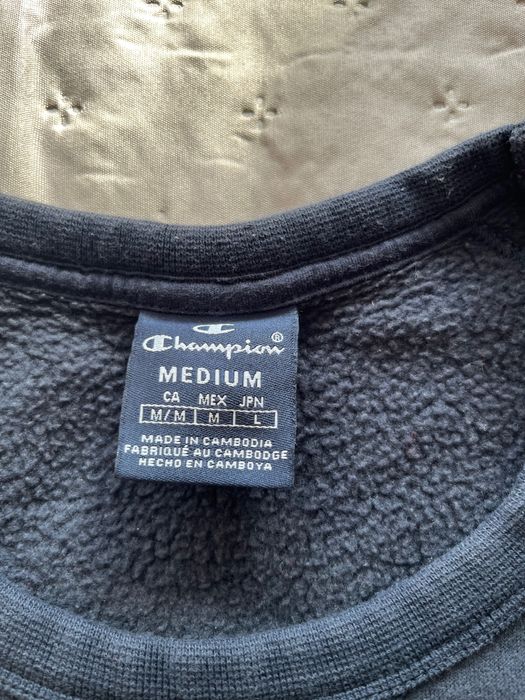 Champion®
MEDIUM
CA MEX JPN
M/M M L
MADE IN CAMBODIA
FABRIQUÉ AU CAMBODGE
HECHO EN CAMBOYA